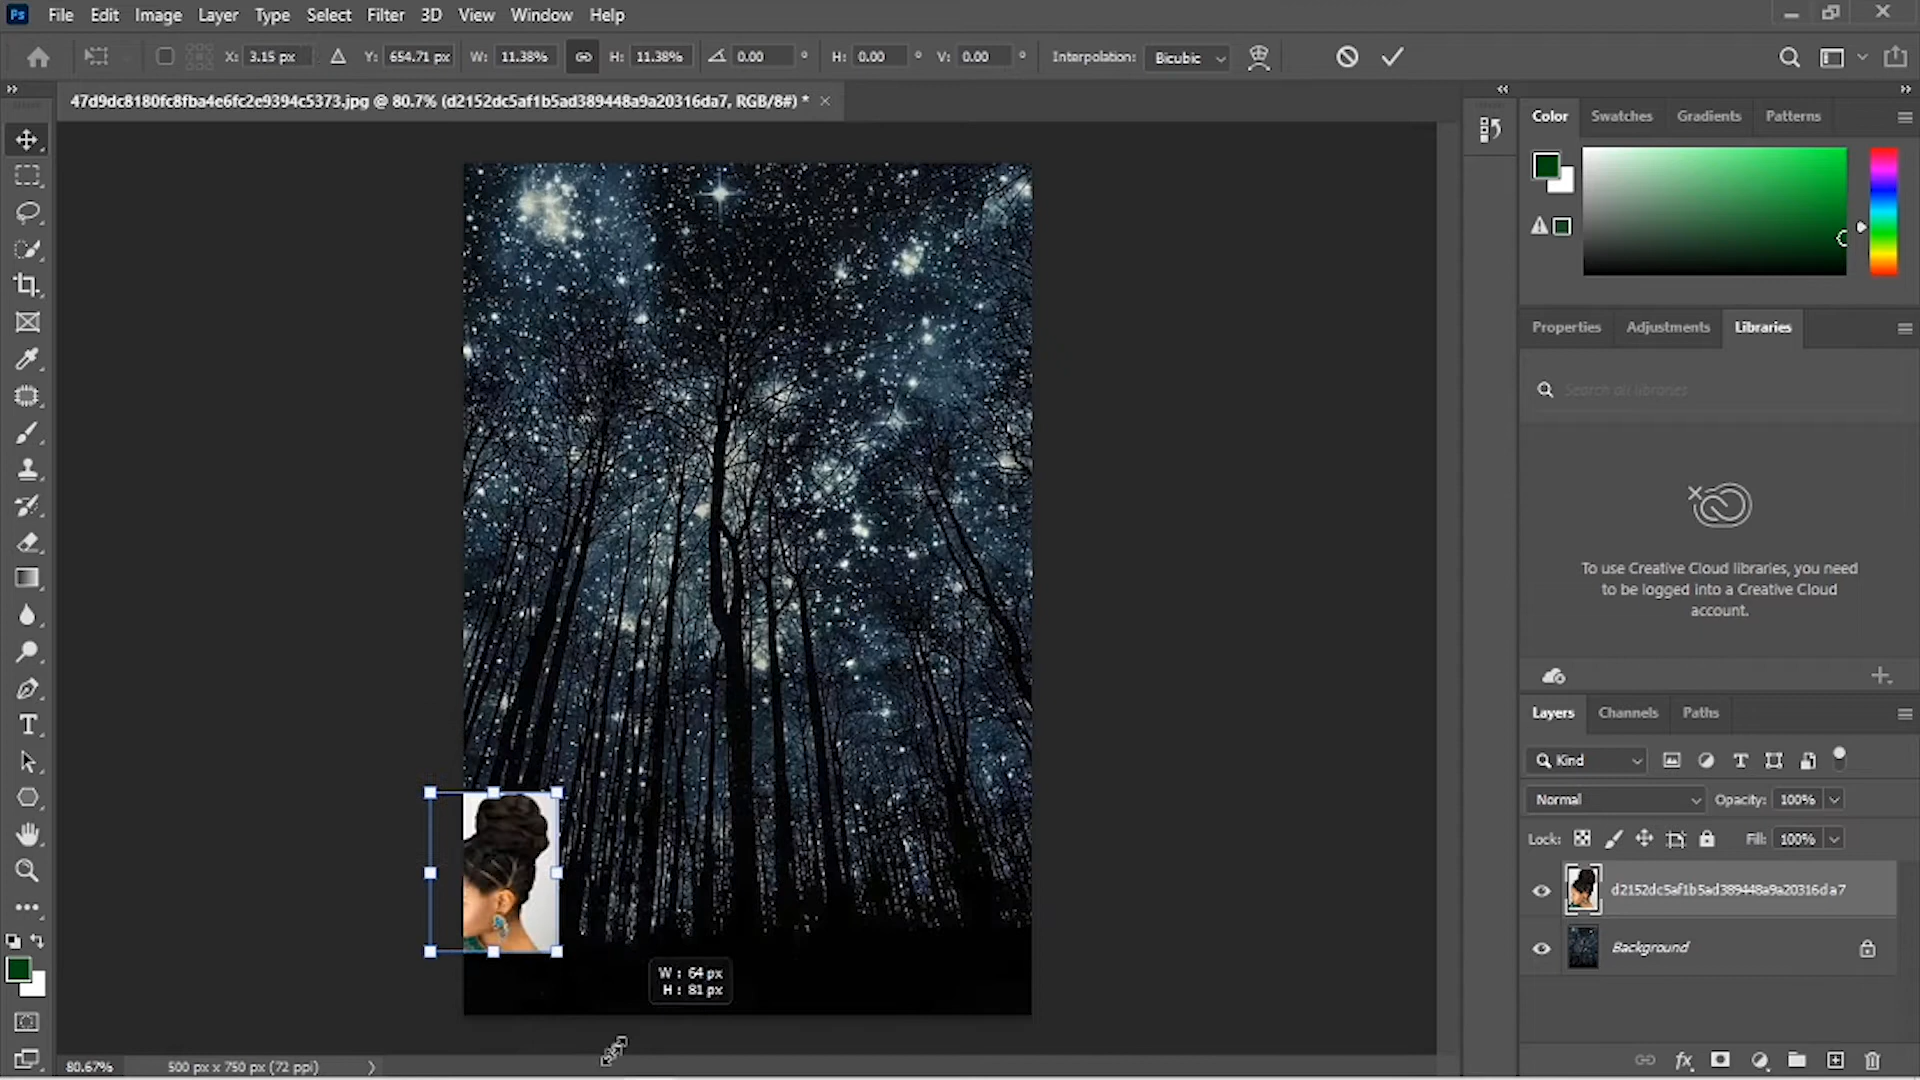 Ps File Edit Image Layer Type Select Filter 3D View Window Help
X: 3.15 px Y: 654.71 px W: 11.38% H: 11.38% 0.00 ° H: 0.00 ° V: 0.00 ° Interpolation: Bicubic
47d9dc8180fc8fba4e6fc2e9394c5373.jpg @ 80.7% (d2152dc5af1b5ad389448a9a20316da7, RGB/8#) *
Color Swatches Gradients Patterns
Properties Adjustments Libraries
Search all libraries
To use Creative Cloud libraries, you need
to be logged into a Creative Cloud
account.
Layers Channels Paths
Kind
Normal Opacity: 100%
Lock: Fill: 100%
d2152dc5af1b5ad389448a9a20316da7
Background
W : 64 px
H : 81 px
80.67% 500 px x 750 px (72 ppi)